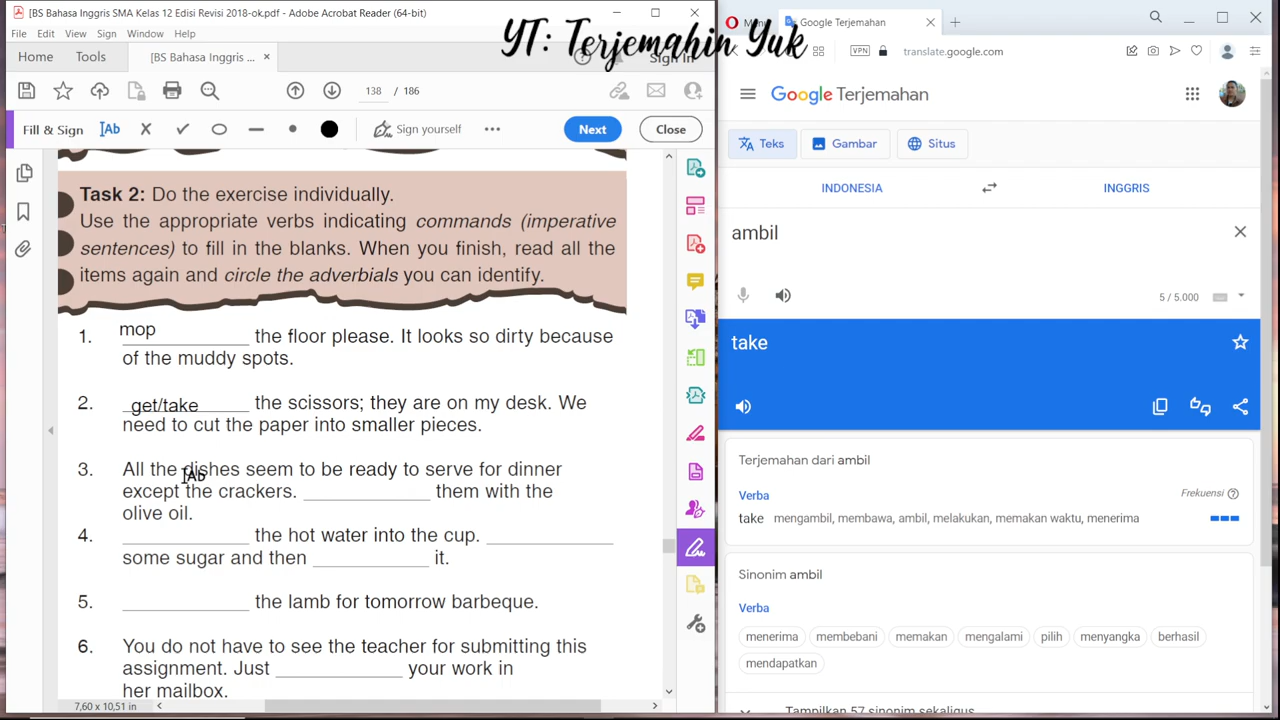 [BS Bahasa Inggris SMA Kelas 12 Edisi Revisi 2018-ok.pdf - Adobe Acrobat Reader (64-bit)
YT: Terjemahin Yuk
File Edit View Sign Window Help
Home Tools [BS Bahasa Inggris ... × Sign In
138 / 186
Fill & Sign Ab Sign yourself Next Close
Task 2: Do the exercise individually.
Use the appropriate verbs indicating commands (imperative
sentences) to fill in the blanks. When you finish, read all the
items again and circle the adverbials you can identify.
1. mop the floor please. It looks so dirty because
of the muddy spots.
2. get/take the scissors; they are on my desk. We
need to cut the paper into smaller pieces.
3. All the dishes seem to be ready to serve for dinner
Ab
except the crackers. ____________ them with the
olive oil.
4. ____________ the hot water into the cup. ____________
some sugar and then ____________ it.
5. ____________ the lamb for tomorrow barbeque.
6. You do not have to see the teacher for submitting this
assignment. Just ____________ your work in
her mailbox.
7,60 x 10,51 in
Google Terjemahan
VPN translate.google.com
Google Terjemahan
Teks Gambar Situs
INDONESIA INGGRIS
ambil
5 / 5.000
take
Terjemahan dari ambil
Verba Frekuensi
take mengambil, membawa, ambil, melakukan, memakan waktu, menerima
Sinonim ambil
Verba
menerima membebani memakan mengalami pilih menyangka berhasil
mendapatkan
Tampilkan 57 sinonim sekaligus